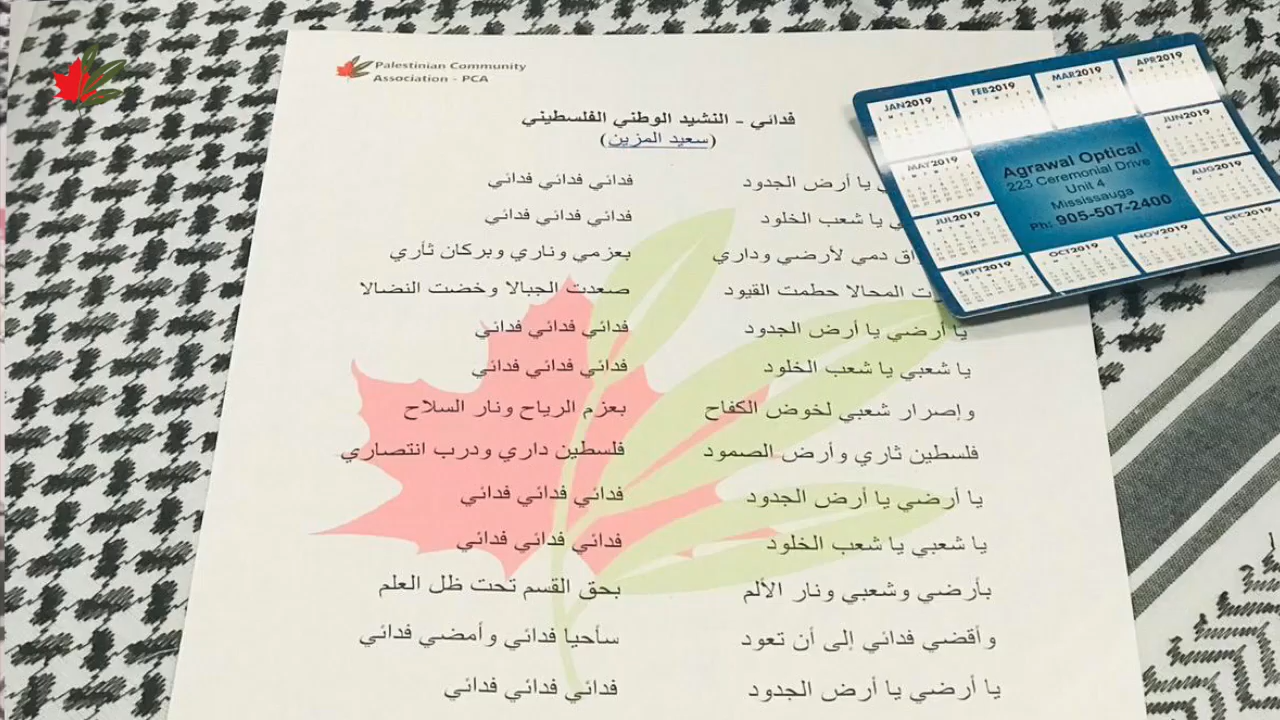 Palestinian Community
Association - PCA
فدائي - النشيد الوطني الفلسطيني
(سعيد المزين)
يا أرض الجدود فدائي فدائي فدائي
يا شعب الخلود فدائي فدائي فدائي
دمي لأرضي وداري بعزمي وناري وبركان ثأري
المحالا حطمت القيود صعدت الجبالا وخضت النضالا
يا أرضي يا أرض الجدود فدائي فدائي فدائي
يا شعبي يا شعب الخلود فدائي فدائي فدائي
وإصرار شعبي لخوض الكفاح بعزم الرياح ونار السلاح
فلسطين ثاري وأرض الصمود فلسطين داري ودرب انتصاري
يا أرضي يا أرض الجدود فدائي فدائي فدائي
يا شعبي يا شعب الخلود فدائي فدائي فدائي
بأرضي وشعبي ونار الألم بحق القسم تحت ظل العلم
وأقضي فدائي إلى أن تعود سأحيا فدائي وأمضي فدائي
يا أرضي يا أرض الجدود فدائي فدائي فدائي
JAN2019 FEB2019 MAR2019 APR2019
MAY2019 JUN2019
JUL2019 AUG2019
SEPT2019 OCT2019 NOV2019 DEC2019
Agrawal Optical
223 Ceremonial Drive
Unit 4
Mississauga
Ph: 905-507-2400